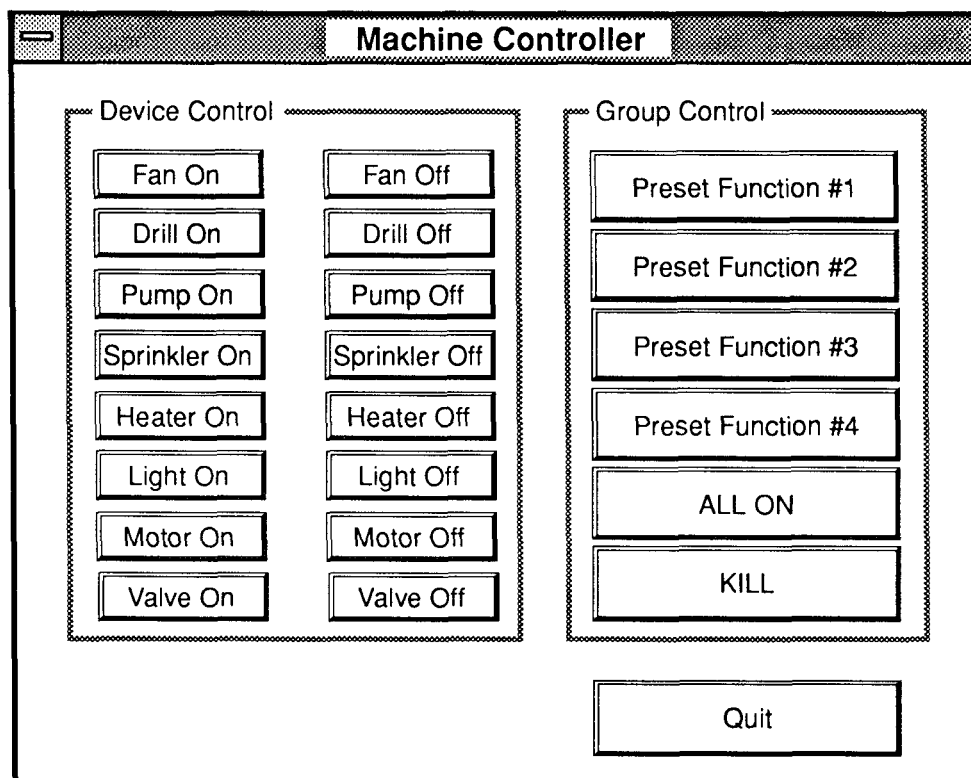 Machine Controller
Device Control
Fan On Fan Off
Drill On Drill Off
Pump On Pump Off
Sprinkler On Sprinkler Off
Heater On Heater Off
Light On Light Off
Motor On Motor Off
Valve On Valve Off
Group Control
Preset Function #1
Preset Function #2
Preset Function #3
Preset Function #4
ALL ON
KILL
Quit